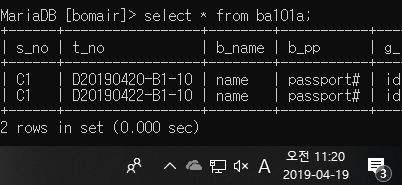 MariaDB [bomair]> select * from ba101a;
| s_no | t_no | b_name | b_pp | g_
| C1 | D20190420-B1-10 | name | passport# | id
| C1 | D20190422-B1-10 | name | passport# | id
2 rows in set (0.000 sec)
A 오전 11:20
2019-04-19
3